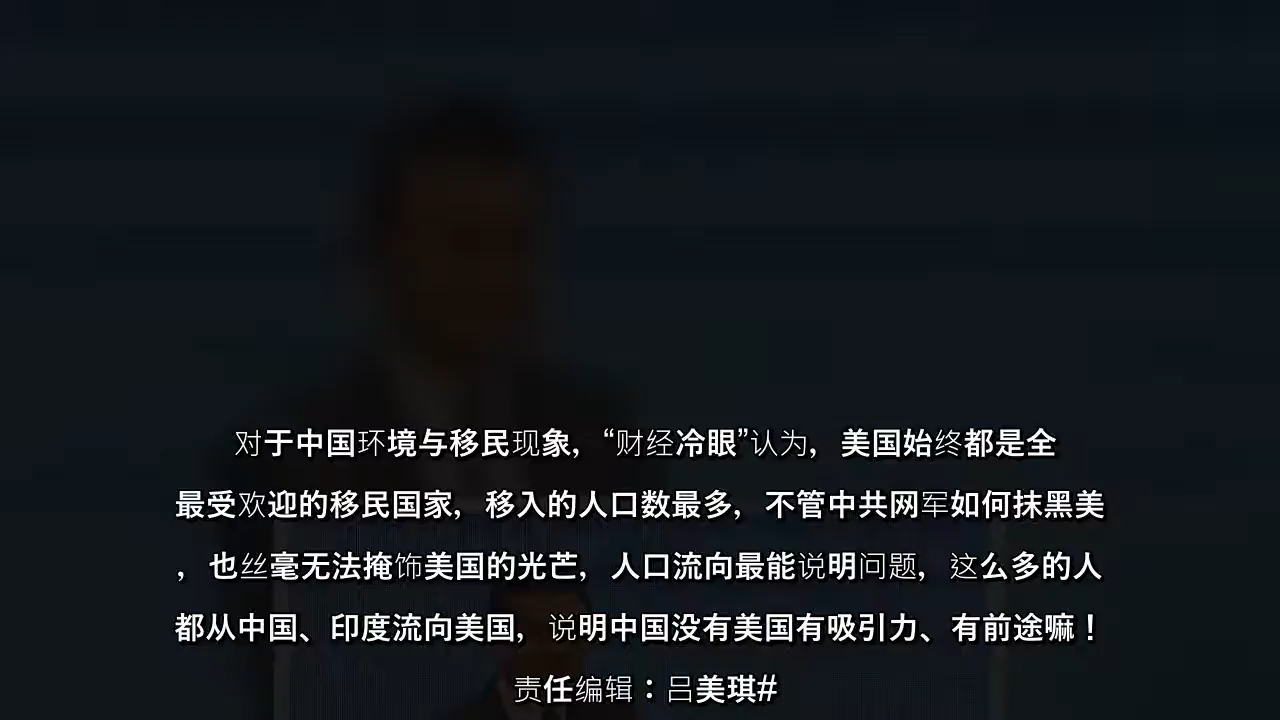 对于中国环境与移民现象，“财经冷眼”认为，美国始终都是全
最受欢迎的移民国家，移入的人口数最多，不管中共网军如何抹黑美
，也丝毫无法掩饰美国的光芒，人口流向最能说明问题，这么多的人
都从中国、印度流向美国，说明中国没有美国有吸引力、有前途嘛！
责任编辑：吕美琪#